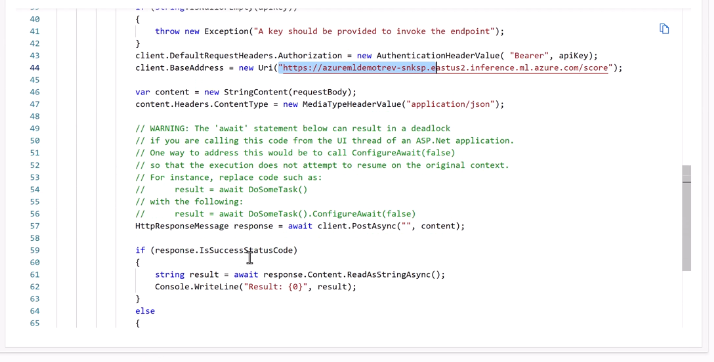 39 if (string.IsNullOrEmpty(apiKey))
40 {
41 throw new Exception("A key should be provided to invoke the endpoint");
42 }
43 client.DefaultRequestHeaders.Authorization = new AuthenticationHeaderValue( "Bearer", apiKey);
44 client.BaseAddress = new Uri("https://azuremldemotrev-snksp.eastus2.inference.ml.azure.com/score");
45
46 var content = new StringContent(requestBody);
47 content.Headers.ContentType = new MediaTypeHeaderValue("application/json");
48
49 // WARNING: The 'await' statement below can result in a deadlock
50 // if you are calling this code from the UI thread of an ASP.Net application.
51 // One way to address this would be to call ConfigureAwait(false)
52 // so that the execution does not attempt to resume on the original context.
53 // For instance, replace code such as:
54 // result = await DoSomeTask()
55 // with the following:
56 // result = await DoSomeTask().ConfigureAwait(false)
57 HttpResponseMessage response = await client.PostAsync("", content);
58
59 if (response.IsSuccessStatusCode)
60 {
61 string result = await response.Content.ReadAsStringAsync();
62 Console.WriteLine("Result: {0}", result);
63 }
64 else
65 {